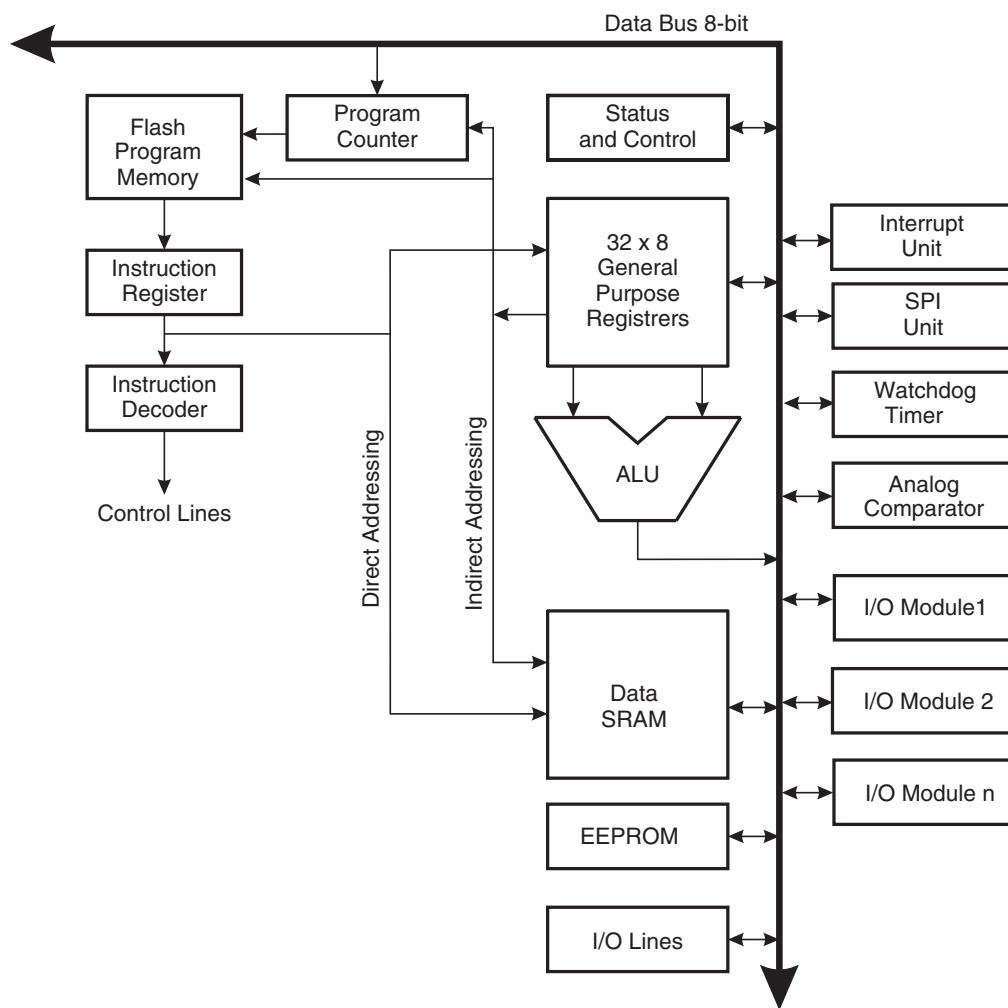 Data Bus 8-bit
Flash
Program
Memory
Program
Counter
Status
and Control
Instruction
Register
32 x 8
General
Purpose
Registrers
Interrupt
Unit
SPI
Unit
Instruction
Decoder
Watchdog
Timer
Control Lines
Direct Addressing
Indirect Addressing
ALU
Analog
Comparator
I/O Module1
Data
SRAM
I/O Module 2
I/O Module n
EEPROM
I/O Lines